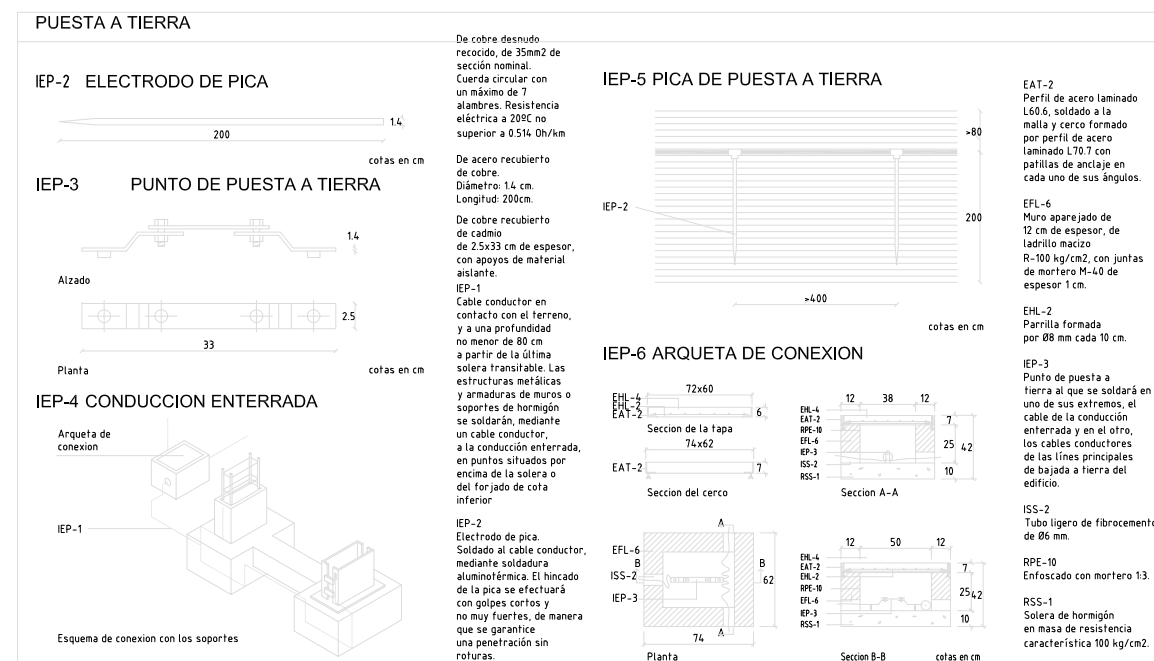 PUESTA A TIERRA
IEP-2 ELECTRODO DE PICA
1.4
200
cotas en cm
IEP-3 PUNTO DE PUESTA A TIERRA
1.4
Alzado
2.5
33
Planta
cotas en cm
IEP-4 CONDUCCION ENTERRADA
Arqueta de
conexion
IEP-1
Esquema de conexion con los soportes
De cobre desnudo
recocido, de 35mm2 de
sección nominal.
Cuerda circular con
un máximo de 7
alambres. Resistencia
eléctrica a 20ºC no
superior a 0.514 Oh/km
De acero recubierto
de cobre.
Diámetro: 1.4 cm.
Longitud: 200cm.
De cobre recubierto
de cadmio
de 2.5x33 cm de espesor,
con apoyos de material
aislante.
IEP-1
Cable conductor en
contacto con el terreno,
y a una profundidad
no menor de 80 cm
a partir de la última
solera transitable. Las
estructuras metálicas
y armaduras de muros o
soportes de hormigón
se soldarán, mediante
un cable conductor,
a la conducción enterrada,
en puntos situados por
encima de la solera o
del forjado de cota
inferior
IEP-2
Electrodo de pica.
Soldado al cable conductor,
mediante soldadura
aluminotérmica. El hincado
de la pica se efectuará
con golpes cortos y
no muy fuertes, de manera
que se garantice
una penetración sin
roturas.
IEP-5 PICA DE PUESTA A TIERRA
>80
IEP-2
200
>400
cotas en cm
IEP-6 ARQUETA DE CONEXION
72x60
EHL-4
EHL-2
EAT-2
6
Seccion de la tapa
74x62
EAT-2
7
Seccion del cerco
12 38 12
EHL-4
EAT-2
RPE-10
EFL-6
IEP-3
ISS-2
RSS-1
7
25
42
10
Seccion A-A
A
EFL-6
B
B
ISS-2
62
IEP-3
A
74
Planta
12 50 12
EHL-4
EAT-2
EHL-2
RPE-10
EFL-6
IEP-3
RSS-1
7
25
42
10
Seccion B-B
cotas en cm
EAT-2
Perfil de acero laminado
L60.6, soldado a la
malla y cerco formado
por perfil de acero
laminado L70.7 con
patillas de anclaje en
cada uno de sus ángulos.
EFL-6
Muro aparejado de
12 cm de espesor, de
ladrillo macizo
R-100 kg/cm2, con juntas
de mortero M-40 de
espesor 1 cm.
EHL-2
Parrilla formada
por Ø8 mm cada 10 cm.
IEP-3
Punto de puesta a
tierra al que se soldará en
uno de sus extremos, el
cable de la conducción
enterrada y en el otro,
los cables conductores
de las línes principales
de bajada a tierra del
edificio.
ISS-2
Tubo ligero de fibrocemento
de Ø6 mm.
RPE-10
Enfoscado con mortero 1:3.
RSS-1
Solera de hormigón
en masa de resistencia
característica 100 kg/cm2.